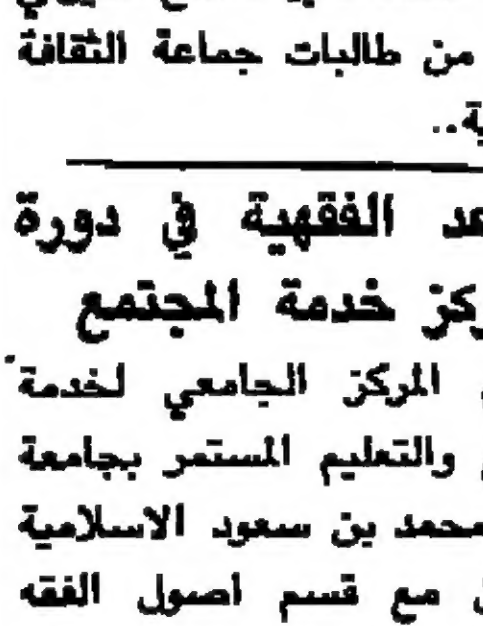 من طالبات جماعة الثقافة
ية..
عد الفقهية في دورة
ركز خدمة المجتمع
المركز الجامعي لخدمة
والتعليم المستمر بجامعة
محمد بن سعود الاسلامية
مع قسم اصول الفقه